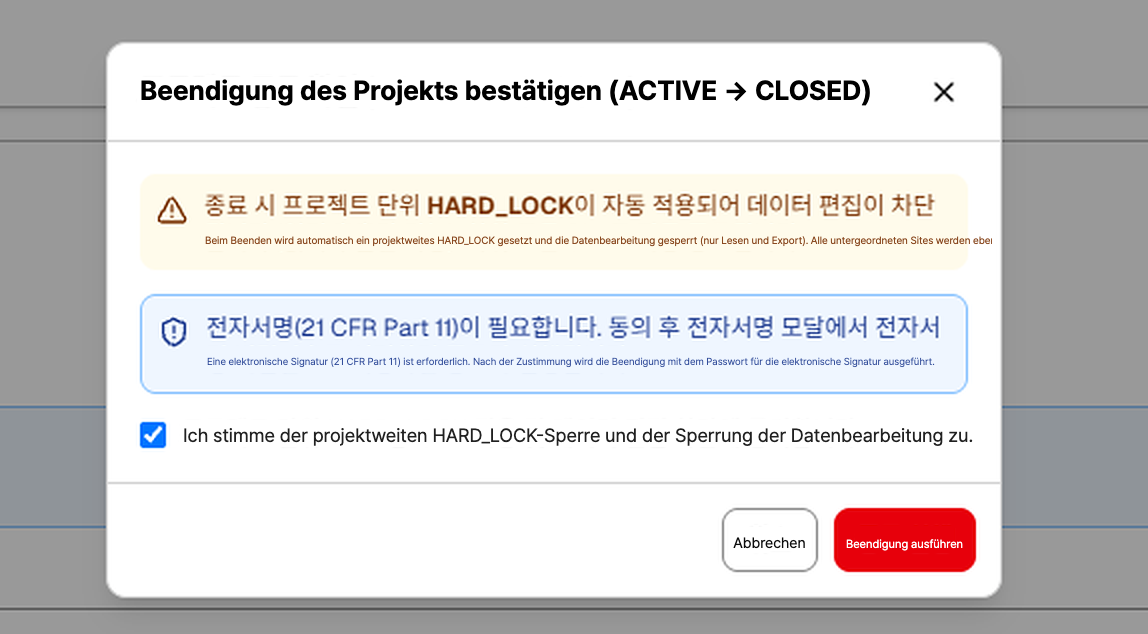 Beendigung des Projekts bestätigen (ACTIVE → CLOSED)
종료 시 프로젝트 단위 HARD_LOCK이 자동 적용되어 데이터 편집이 차단
Beim Beenden wird automatisch ein projektweites HARD_LOCK gesetzt und die Datenbearbeitung gesperrt (nur Lesen und Export). Alle untergeordneten Sites werden
전자서명(21 CFR Part 11)이 필요합니다. 동의 후 전자서명 모달에서 전자서
Eine elektronische Signatur (21 CFR Part 11) ist erforderlich. Nach der Zustimmung wird die Beendigung mit dem Passwort für die elektronische Signatur ausgeführt.
Ich stimme der projektweiten HARD_LOCK-Sperre und der Sperrung der Datenbearbeitung zu.
Abbrechen
Beendigung ausführen